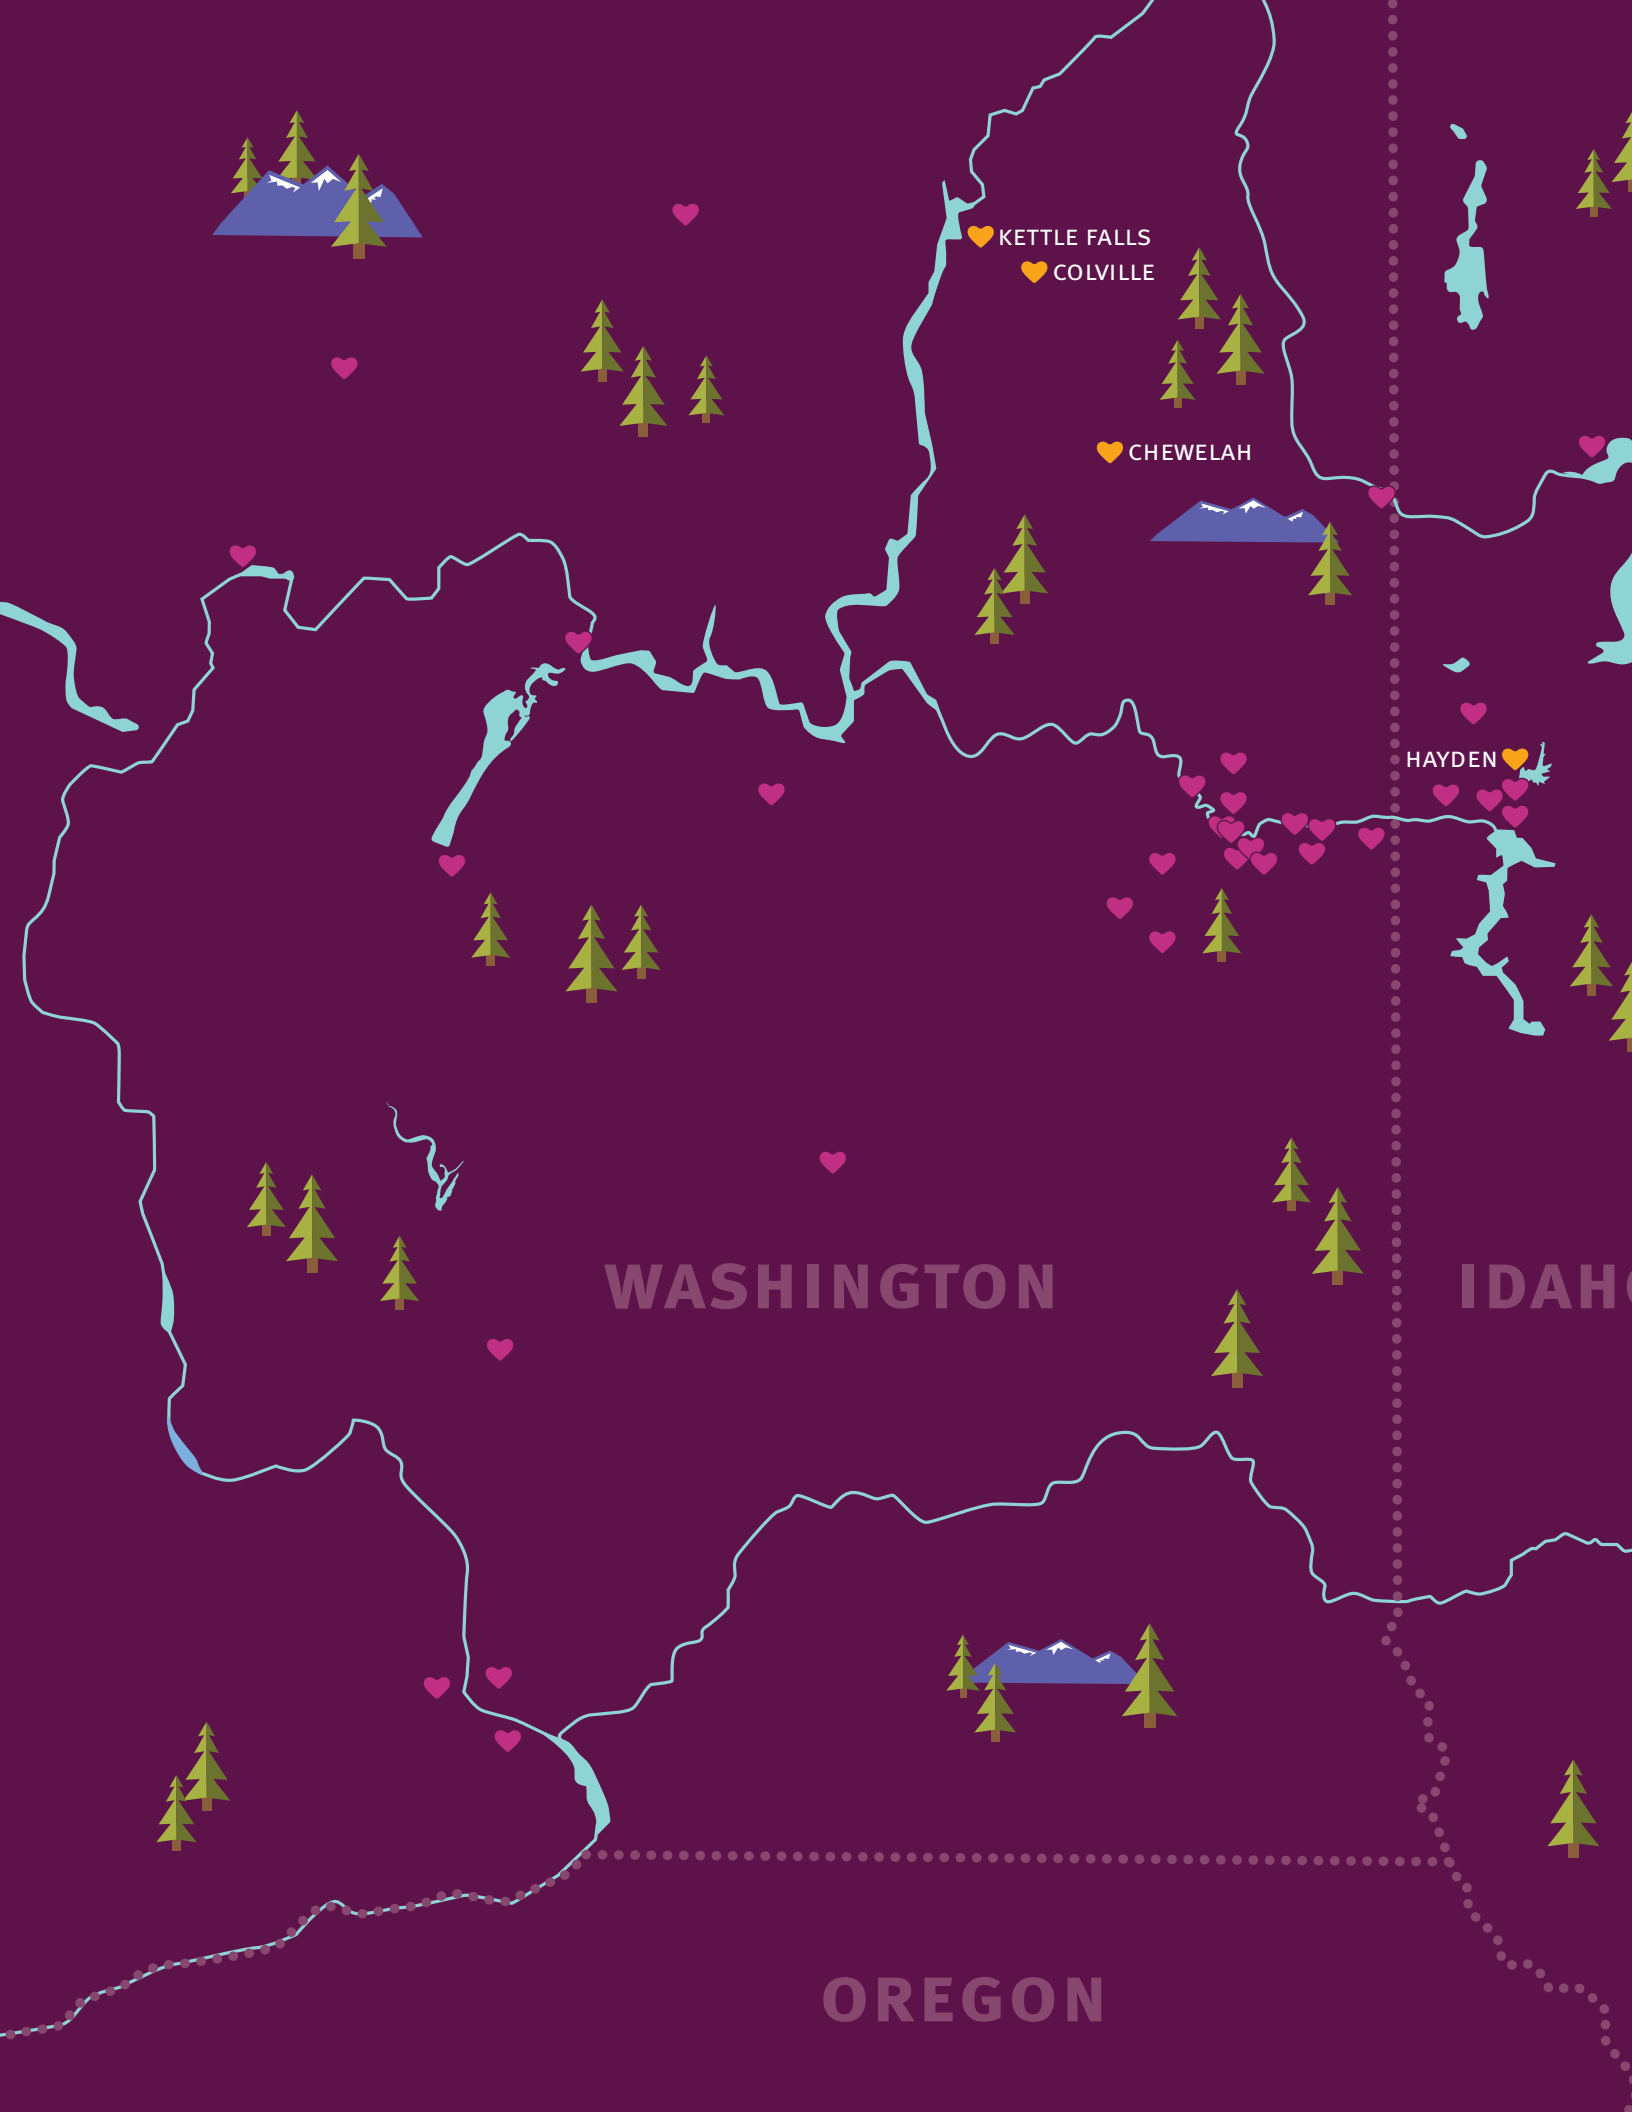 KETTLE FALLS
COLVILLE
CHEWELAH
HAYDEN
WASHINGTON
IDAHO
OREGON